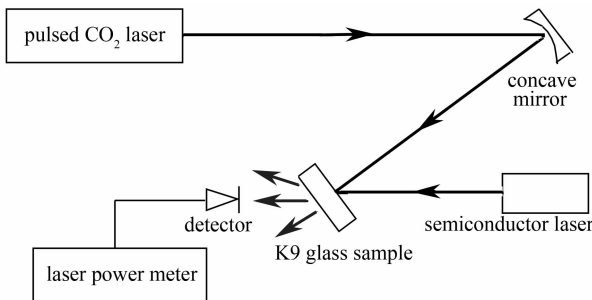 pulsed CO₂ laser
concave
mirror
detector
semiconductor laser
K9 glass sample
laser power meter